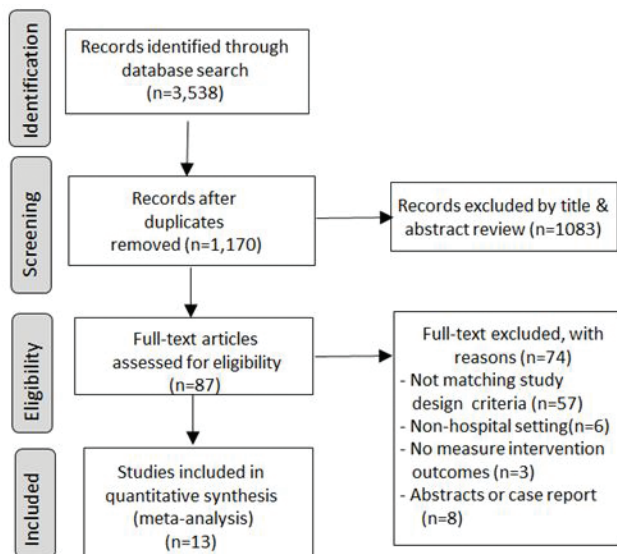 Identification
Records identified through
database search
(n=3,538)
Screening
Records after
duplicates
removed (n=1,170)
Records excluded by title &
abstract review (n=1083)
Eligibility
Full-text articles
assessed for eligibility
(n=87)
Full-text excluded, with
reasons (n=74)
- Not matching study
design criteria (n=57)
- Non-hospital setting(n=6)
- No measure intervention
outcomes (n=3)
- Abstracts or case report
(n=8)
Included
Studies included in
quantitative synthesis
(meta-analysis)
(n=13)